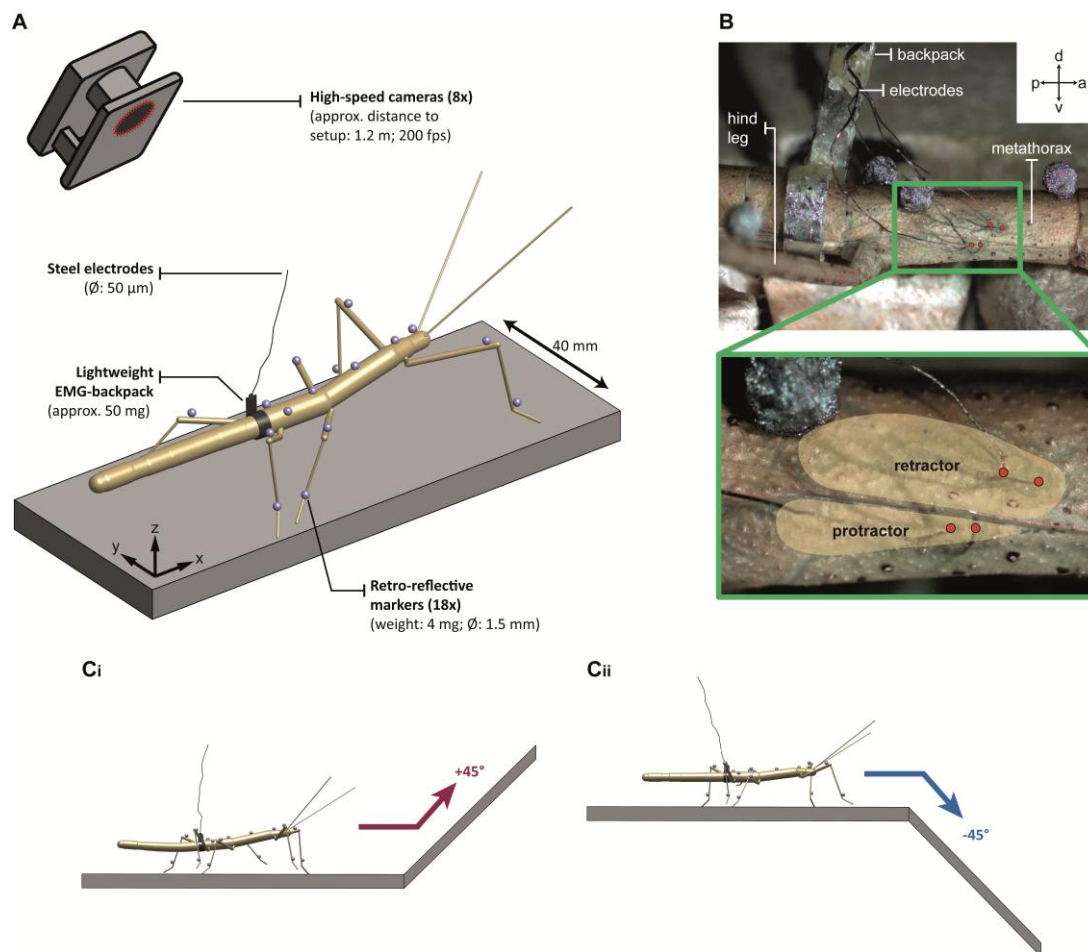 A
High-speed cameras (8x)
(approx. distance to
setup: 1.2 m; 200 fps)
Steel electrodes
(Ø: 50 µm)
Lightweight
EMG-backpack
(approx. 50 mg)
40 mm
z
y
x
Retro-reflective
markers (18x)
(weight: 4 mg; Ø: 1.5 mm)
B
backpack
electrodes
d
p
a
v
hind
leg
metathorax
retractor
protractor
Ci
+45°
Cii
-45°